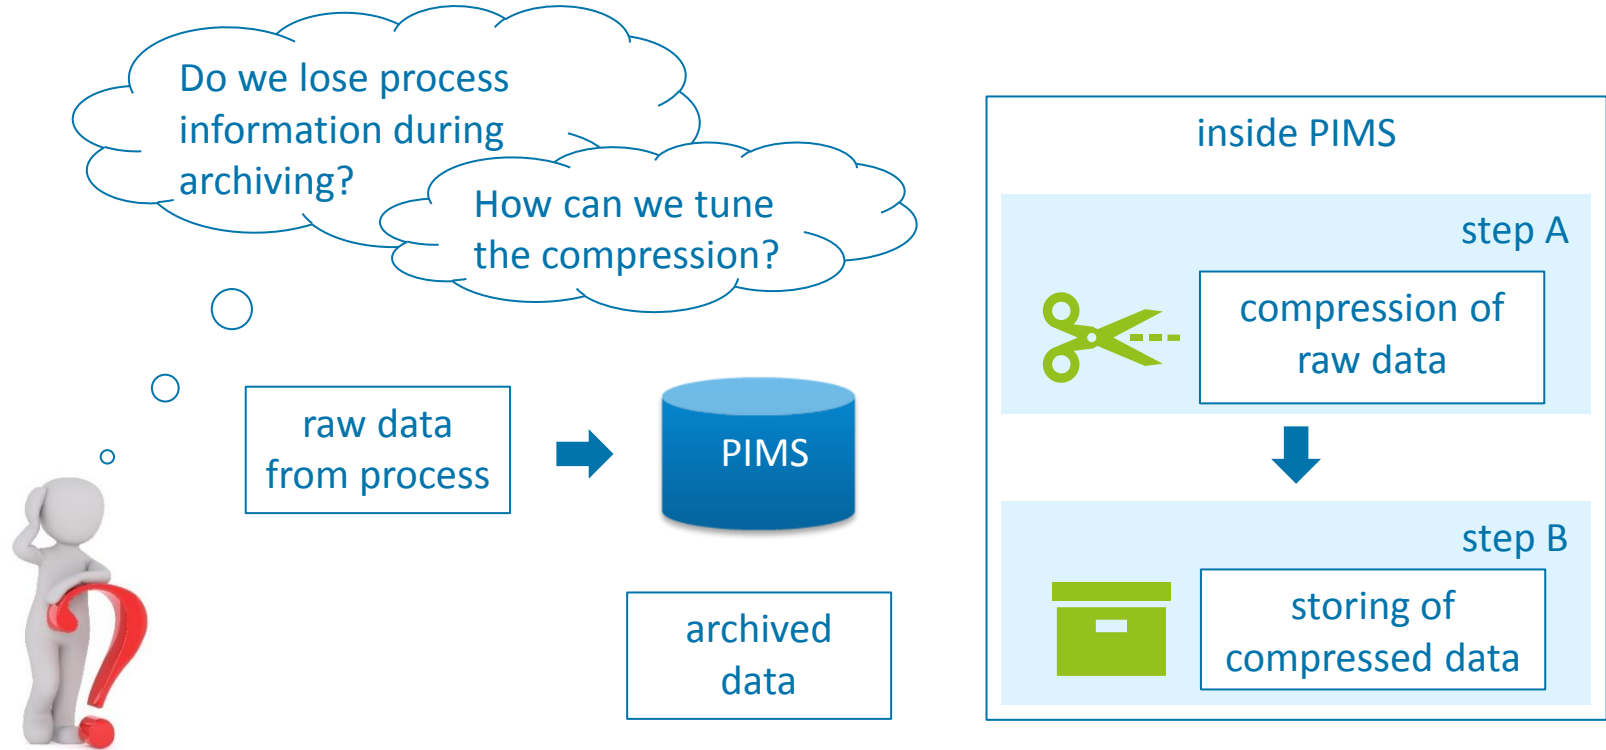 Do we lose process
information during
archiving?
How can we tune
the compression?
raw data
from process
PIMS
archived
data
inside PIMS
step A
compression of
raw data
step B
storing of
compressed data